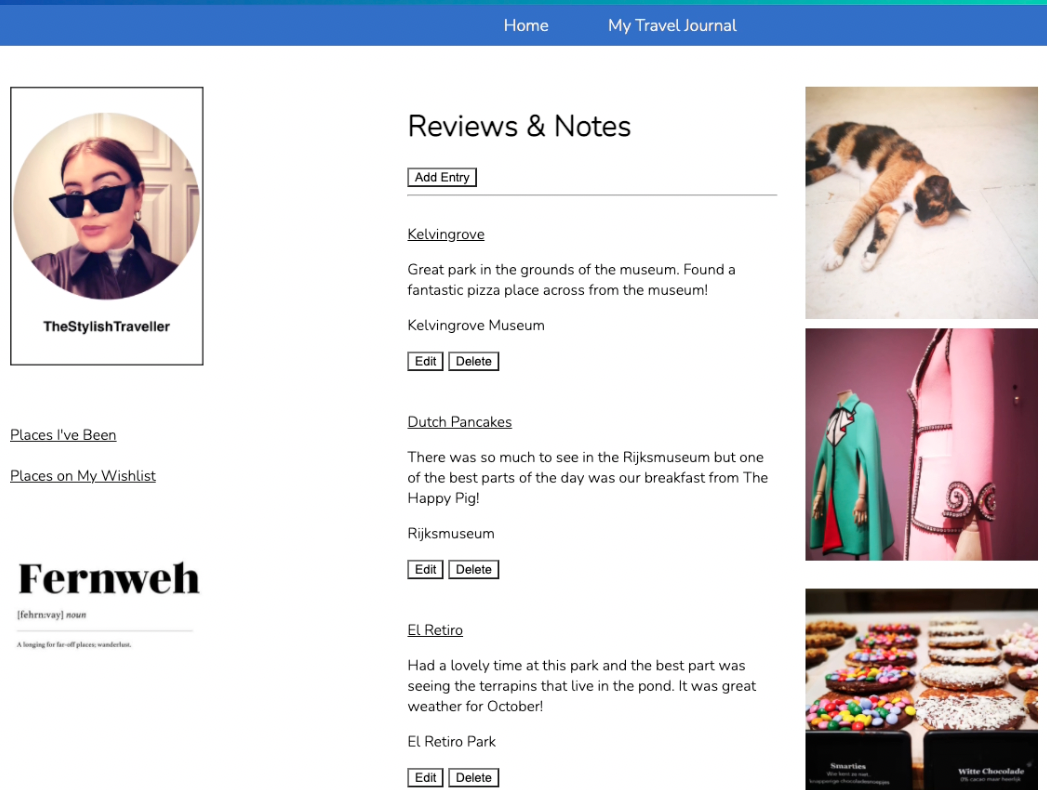 Home My Travel Journal
TheStylishTraveller
Places I've Been
Places on My Wishlist
Fernweh
[fehrn:vay] noun
A longing for far-off places; wanderlust.
Reviews & Notes
Add Entry
Kelvingrove
Great park in the grounds of the museum. Found a
fantastic pizza place across from the museum!
Kelvingrove Museum
Edit Delete
Dutch Pancakes
There was so much to see in the Rijksmuseum but one
of the best parts of the day was our breakfast from The
Happy Pig!
Rijksmuseum
Edit Delete
El Retiro
Had a lovely time at this park and the best part was
seeing the terrapins that live in the pond. It was great
weather for October!
El Retiro Park
Edit Delete
Smarties
Witte Chocolade
0% cacao maar heerlijk